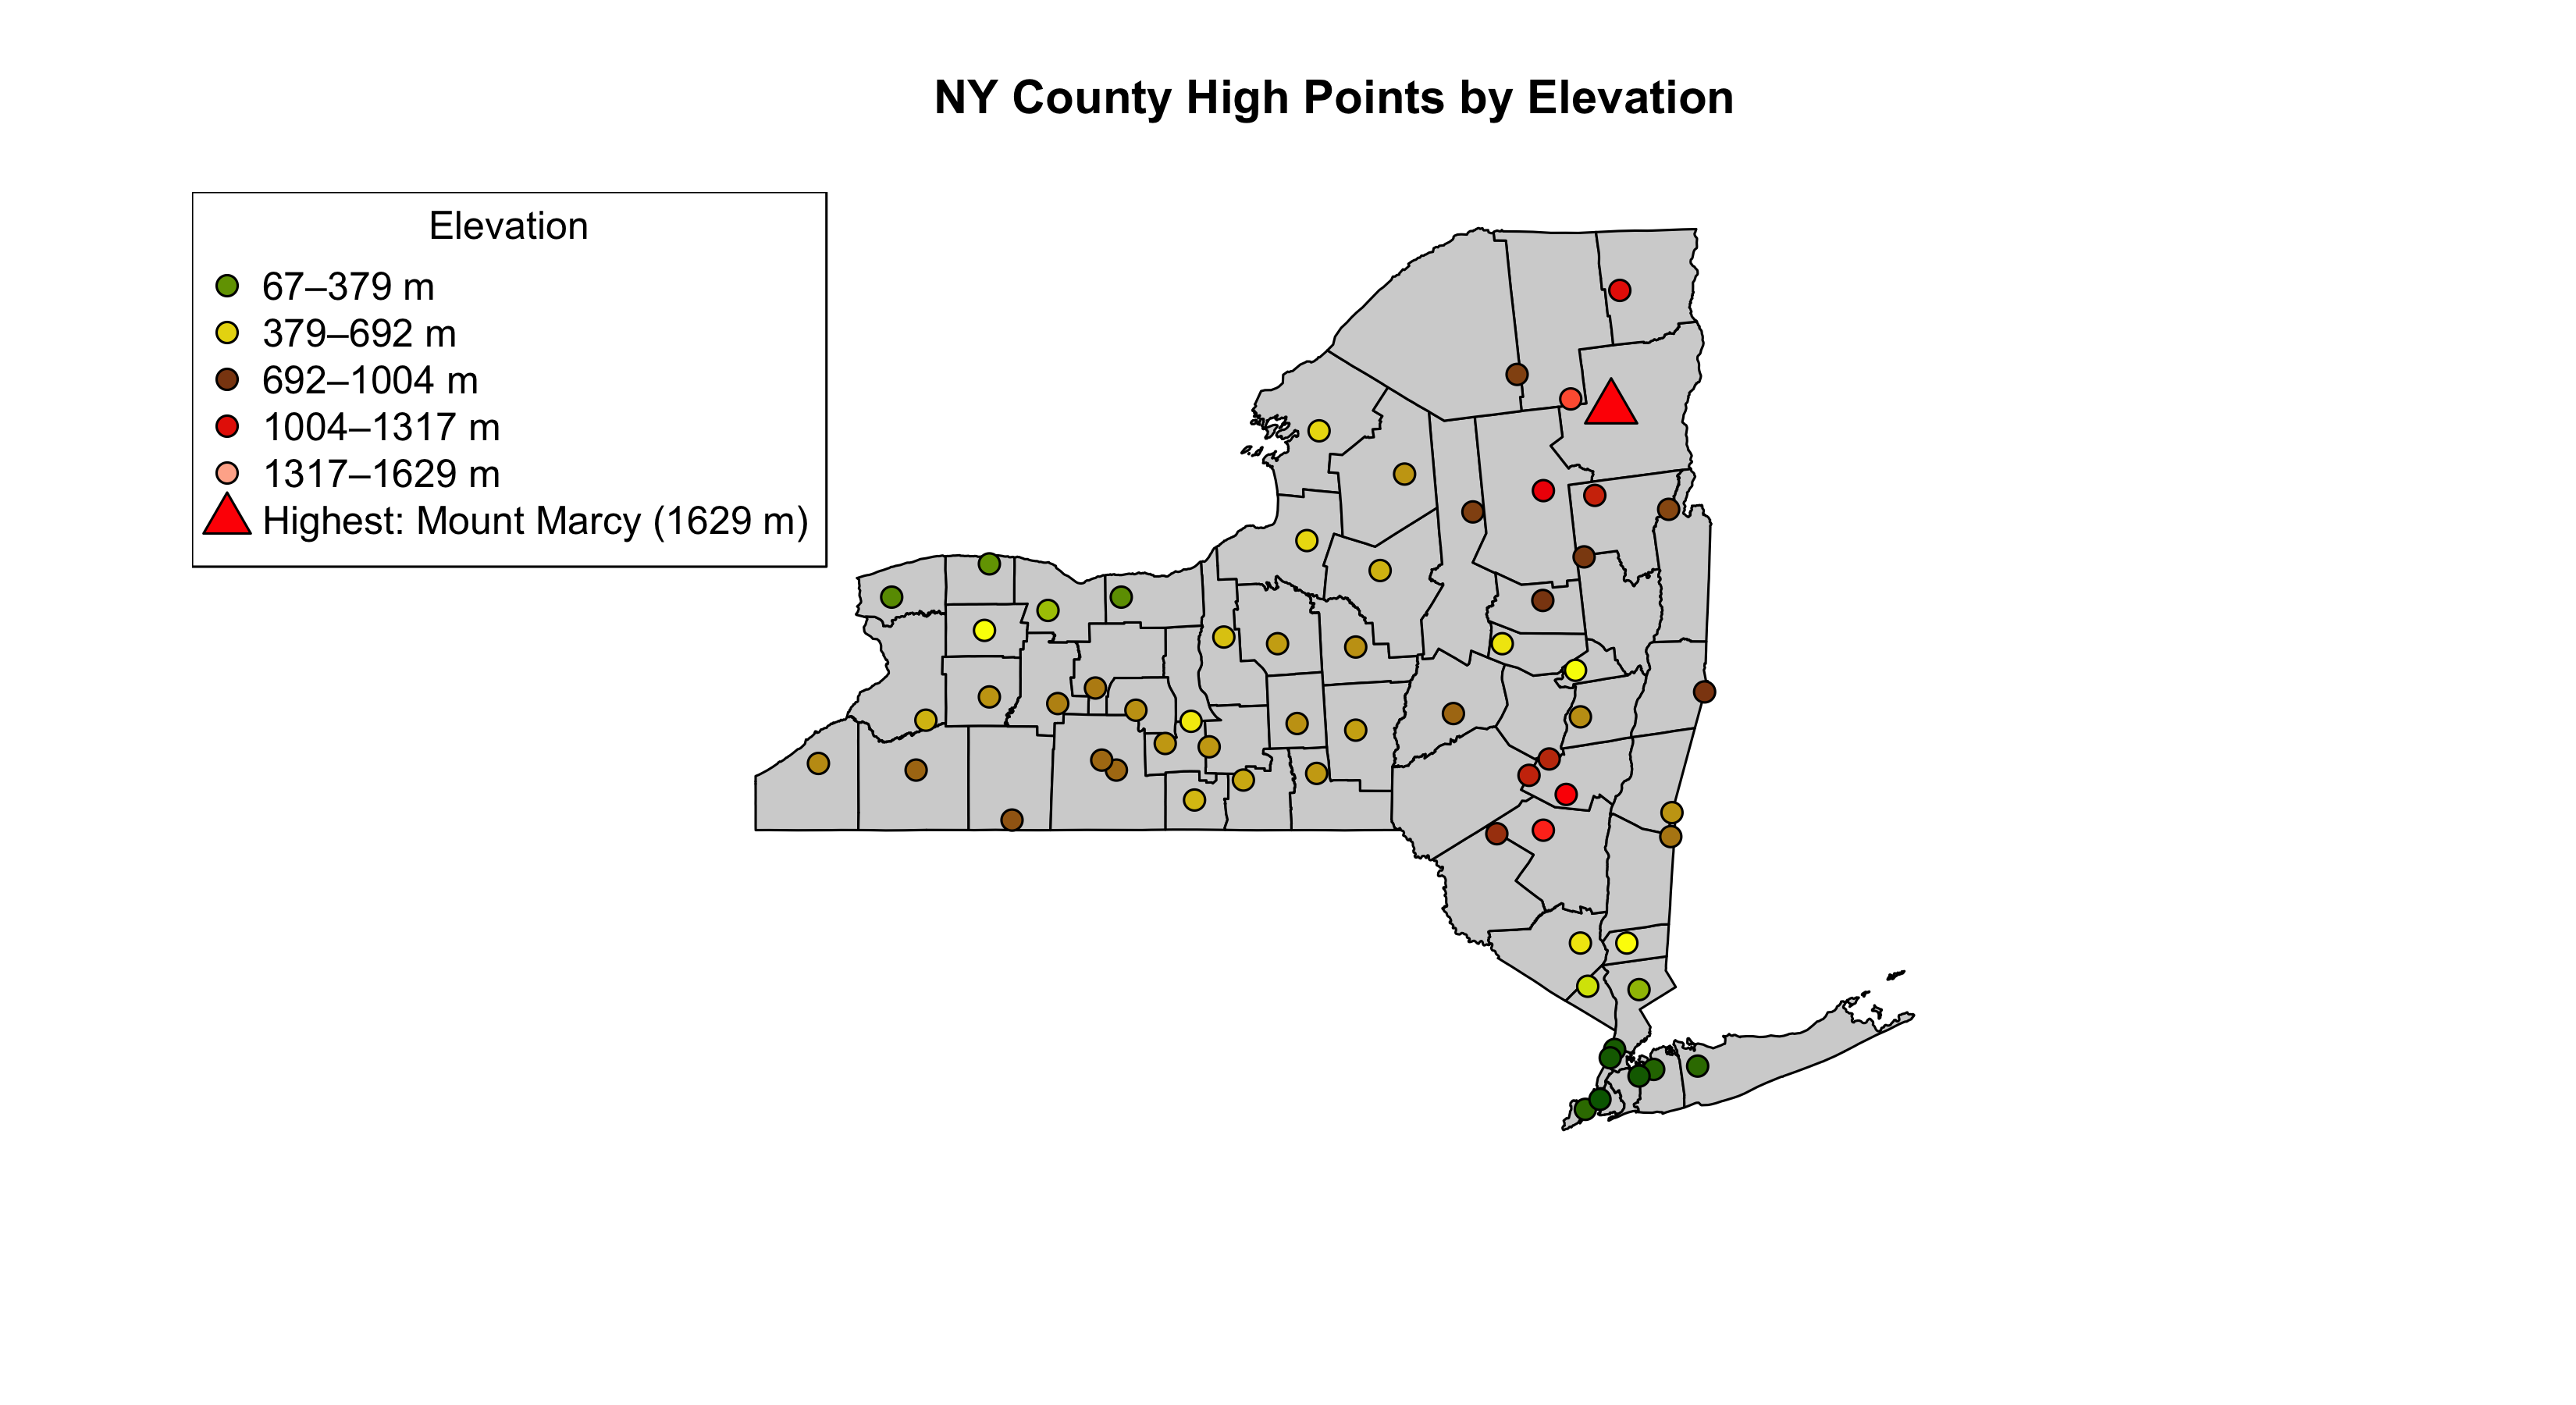 NY County High Points by Elevation
Elevation
67–379 m
379–692 m
692–1004 m
1004–1317 m
1317–1629 m
Highest: Mount Marcy (1629 m)